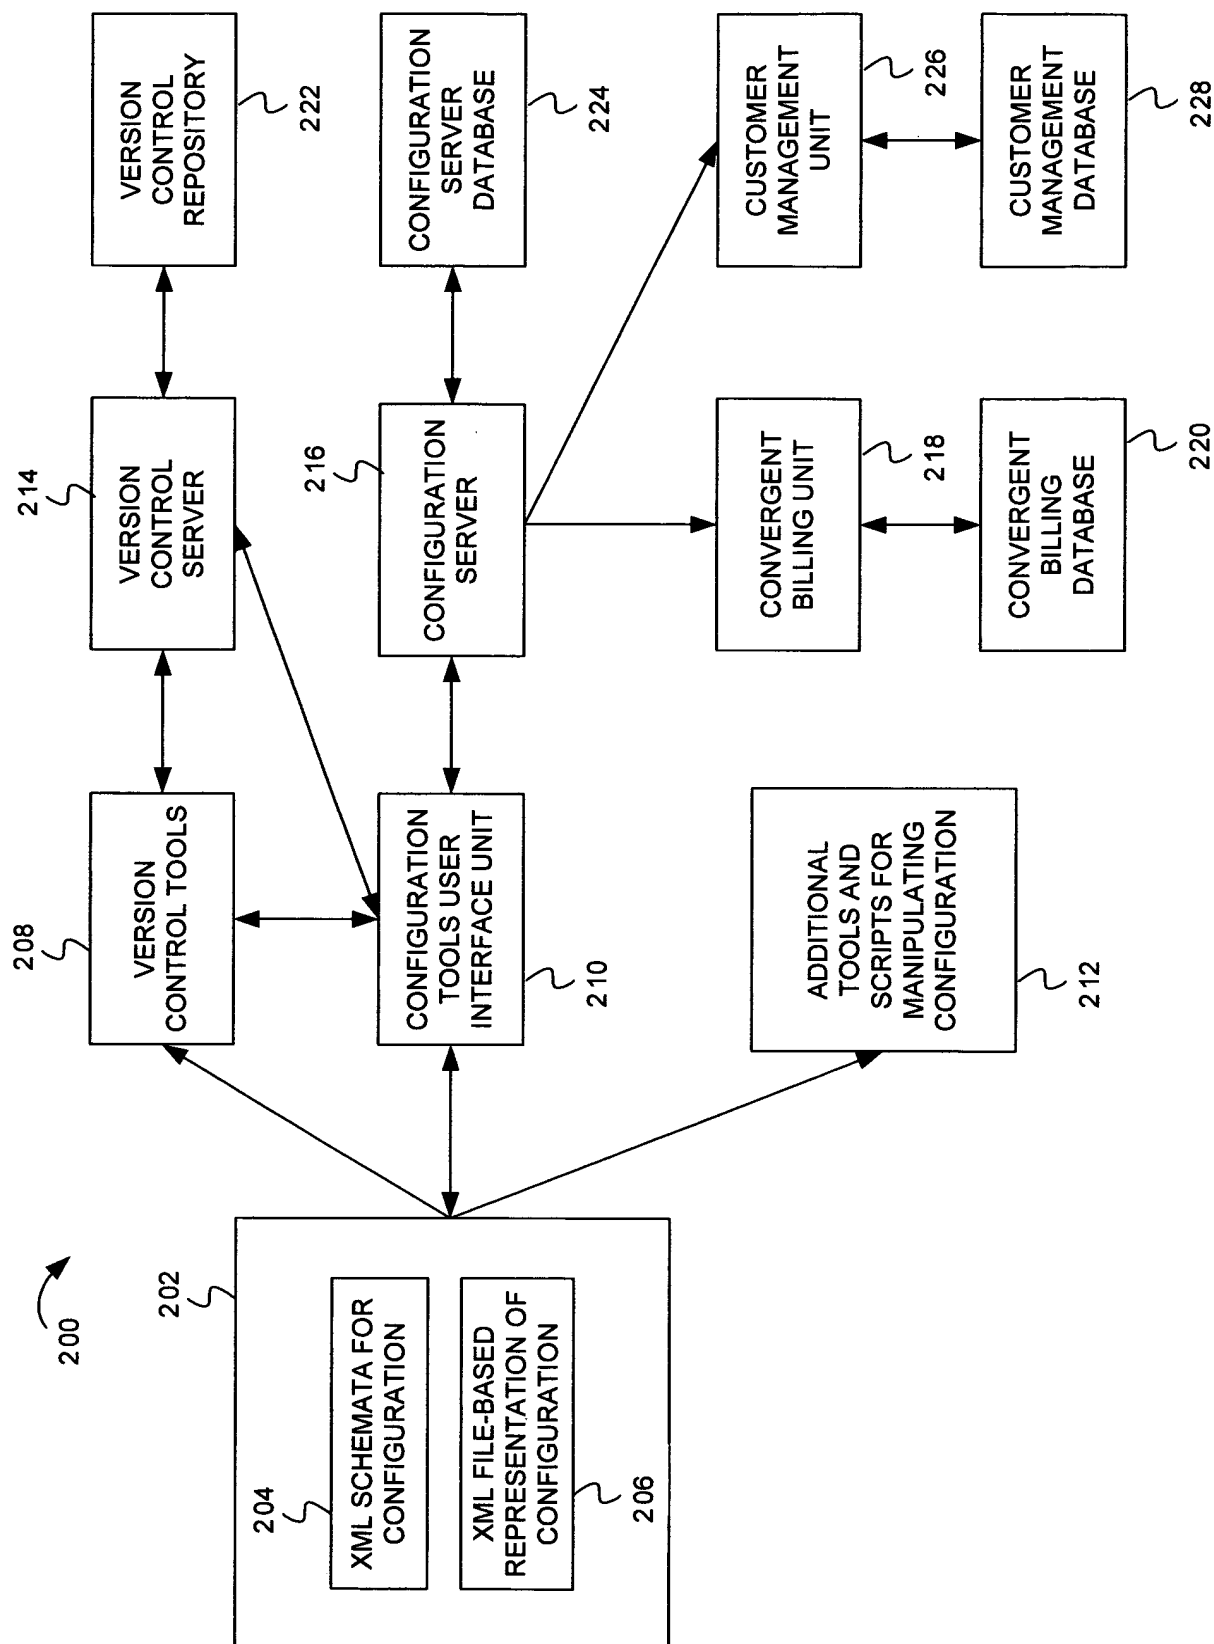 200
202
204
XML SCHEMATA FOR
CONFIGURATION
XML FILE-BASED
REPRESENTATION OF
CONFIGURATION
206
208
VERSION
CONTROL TOOLS
CONFIGURATION
TOOLS USER
INTERFACE UNIT
210
ADDITIONAL
TOOLS AND
SCRIPTS FOR
MANIPULATING
CONFIGURATION
212
214
VERSION
CONTROL
SERVER
216
CONFIGURATION
SERVER
CONVERGENT
BILLING UNIT
218
CONVERGENT
BILLING
DATABASE
220
VERSION
CONTROL
REPOSITORY
222
CONFIGURATION
SERVER
DATABASE
224
CUSTOMER
MANAGEMENT
UNIT
226
CUSTOMER
MANAGEMENT
DATABASE
228